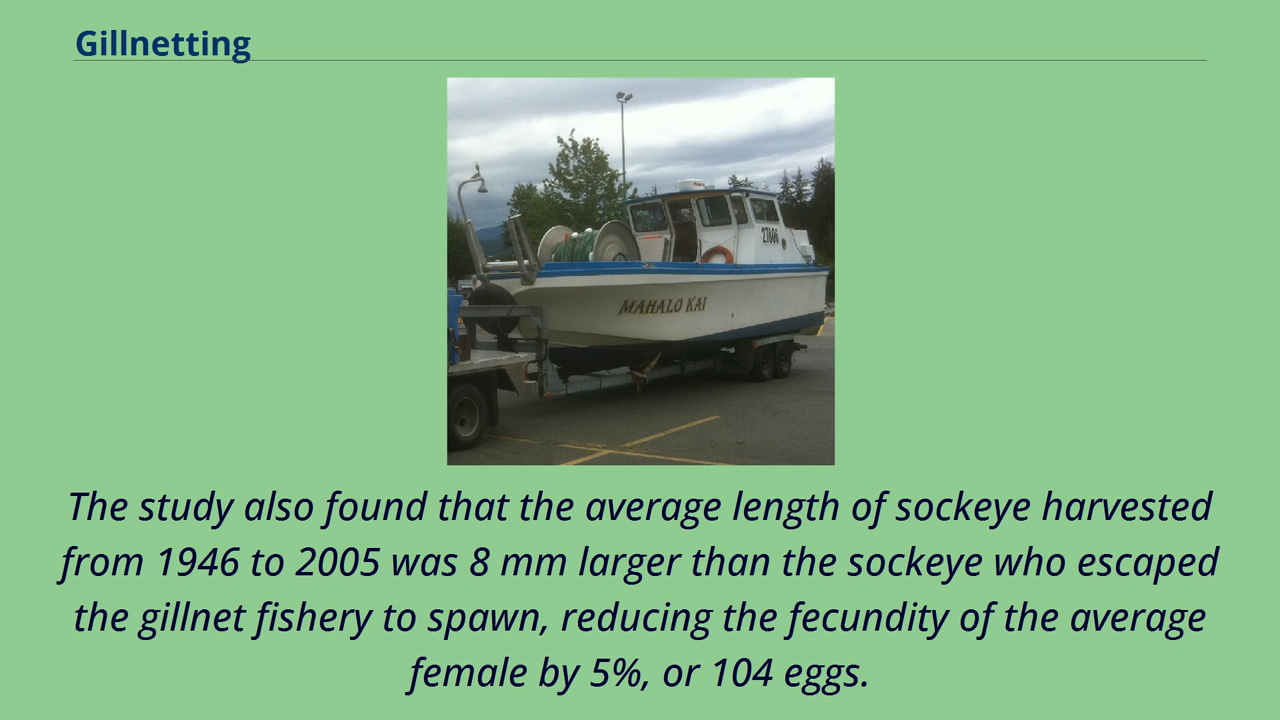 Gillnetting
27886
MAHALO KAI
The study also found that the average length of sockeye harvested
from 1946 to 2005 was 8 mm larger than the sockeye who escaped
the gillnet fishery to spawn, reducing the fecundity of the average
female by 5%, or 104 eggs.